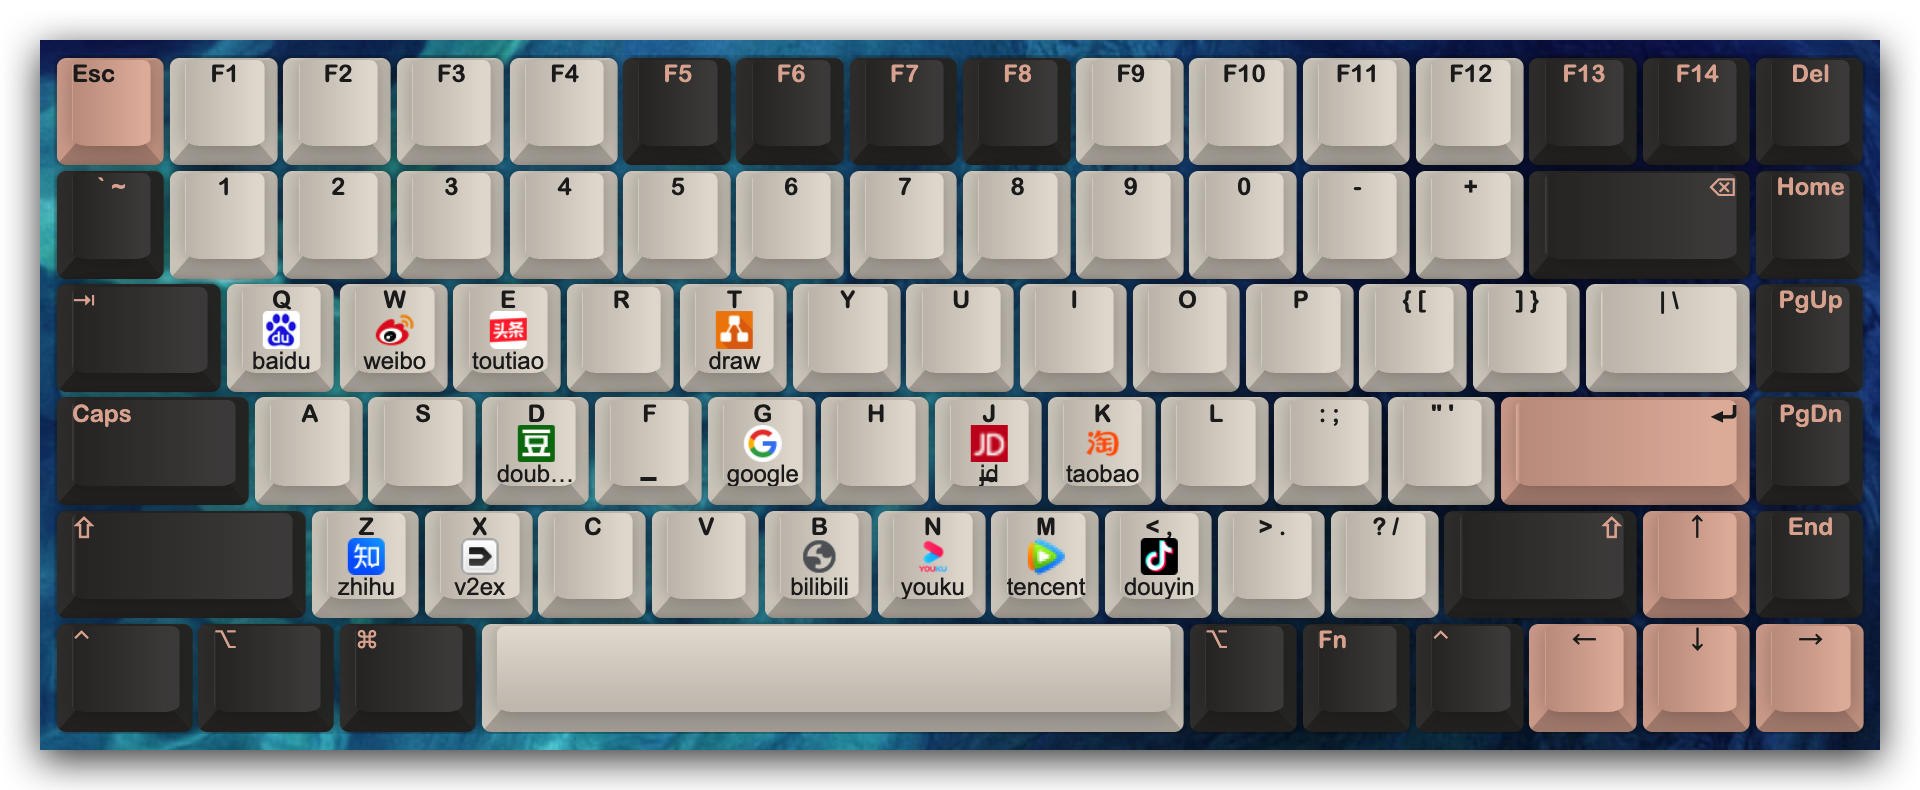 Esc F1 F2 F3 F4 F5 F6 F7 F8 F9 F10 F11 F12 F13 F14 Del
` ~ 1 2 3 4 5 6 7 8 9 0 - + ⌫ Home
⇥ Q W E R T Y U I O P { [ ] } | \ PgUp
du 头条
baidu weibo toutiao draw
Caps A S D F G H J K L : ; " ' ↵ PgDn
豆 G JD 淘
doub... _ google jd taobao
⇧ Z X C V B N M < , > . ? / ⇧ ↑ End
知 YOUKU
zhihu v2ex bilibili youku tencent douyin
^ ⌥ ⌘ ⌥ Fn ^ ← ↓ →